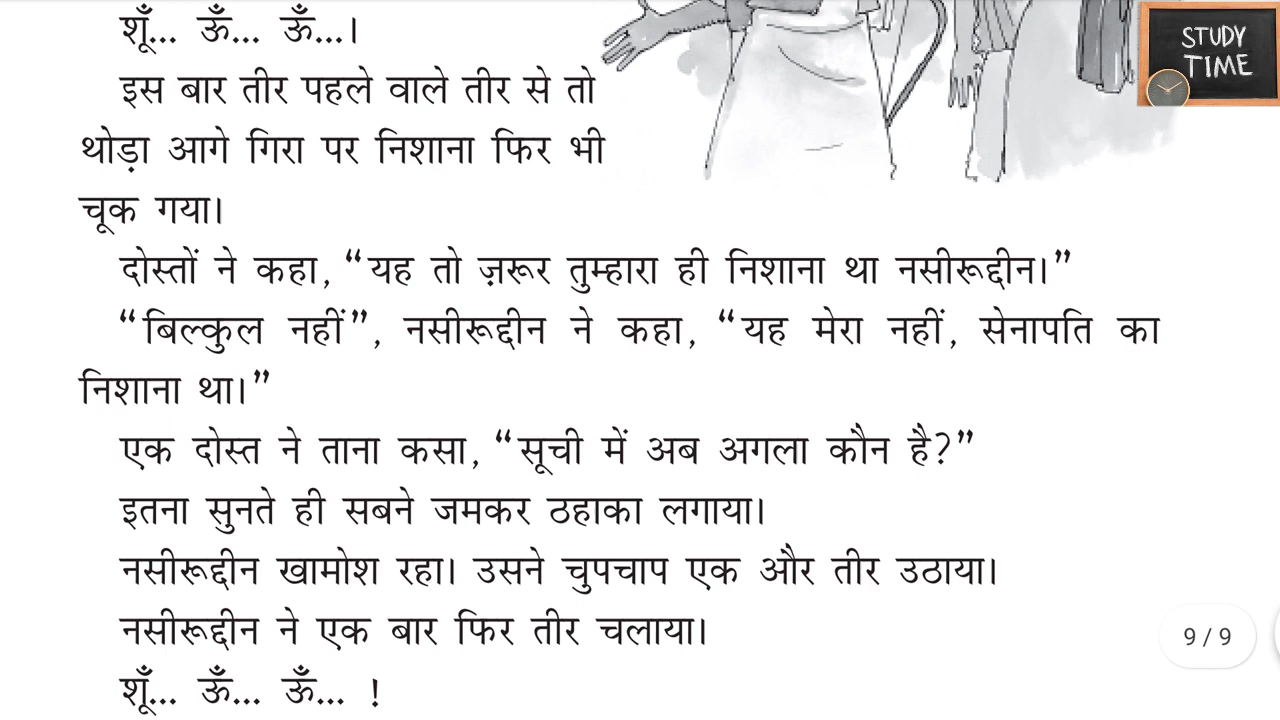 शूँ... ऊँ... ऊँ...।
इस बार तीर पहले वाले तीर से तो
थोड़ा आगे गिरा पर निशाना फिर भी
चूक गया।
दोस्तों ने कहा, “यह तो ज़रूर तुम्हारा ही निशाना था नसीरूद्दीन।”
“बिल्कुल नहीं”, नसीरूद्दीन ने कहा, “यह मेरा नहीं, सेनापति का
निशाना था।”
एक दोस्त ने ताना कसा, “सूची में अब अगला कौन है?”
इतना सुनते ही सबने जमकर ठहाका लगाया।
नसीरूद्दीन खामोश रहा। उसने चुपचाप एक और तीर उठाया।
नसीरूद्दीन ने एक बार फिर तीर चलाया।
शूँ... ऊँ... ऊँ... !
STUDY
TIME
9 / 9